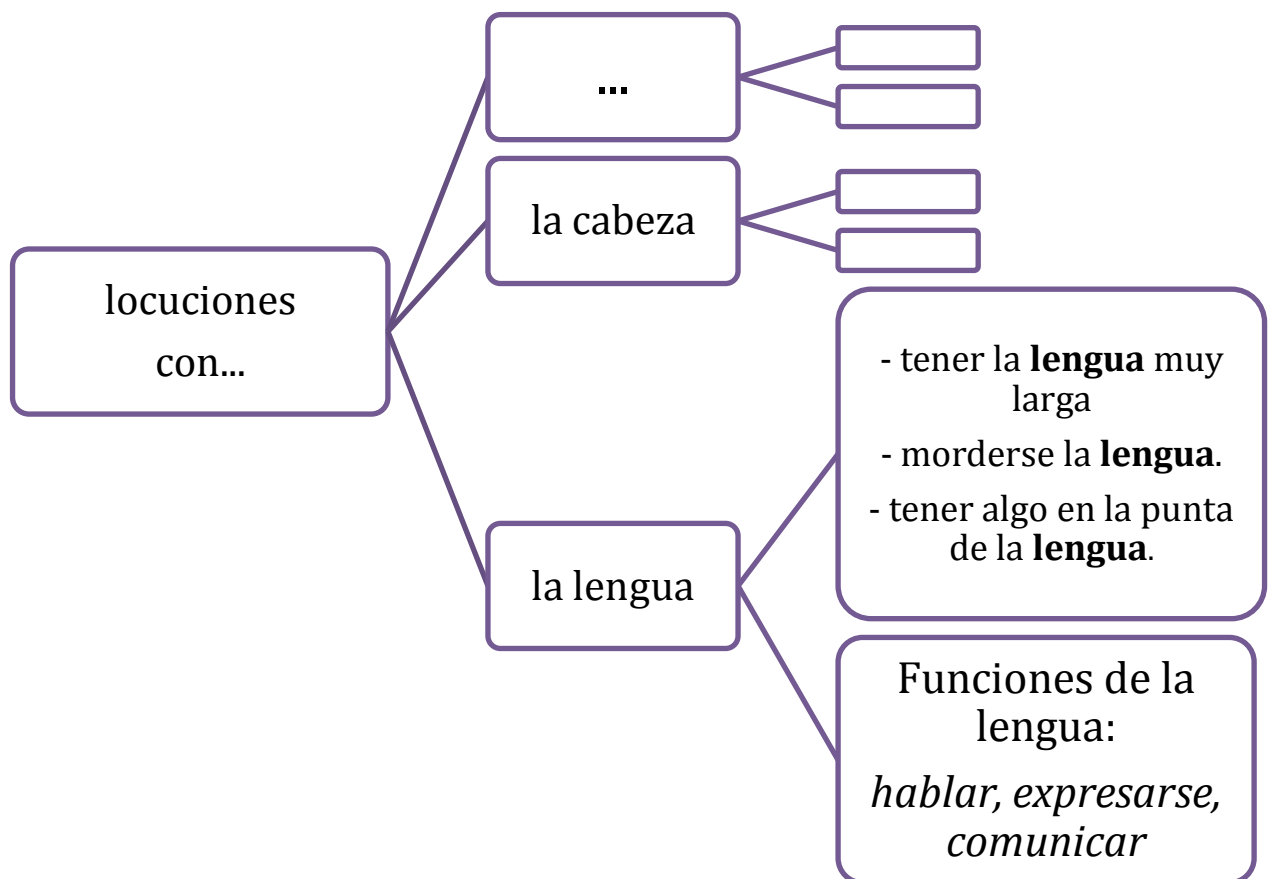 locuciones
con...
...
la cabeza
la lengua
- tener la lengua muy
larga
- morderse la lengua.
- tener algo en la punta
de la lengua.
Funciones de la
lengua:
hablar, expresarse,
comunicar